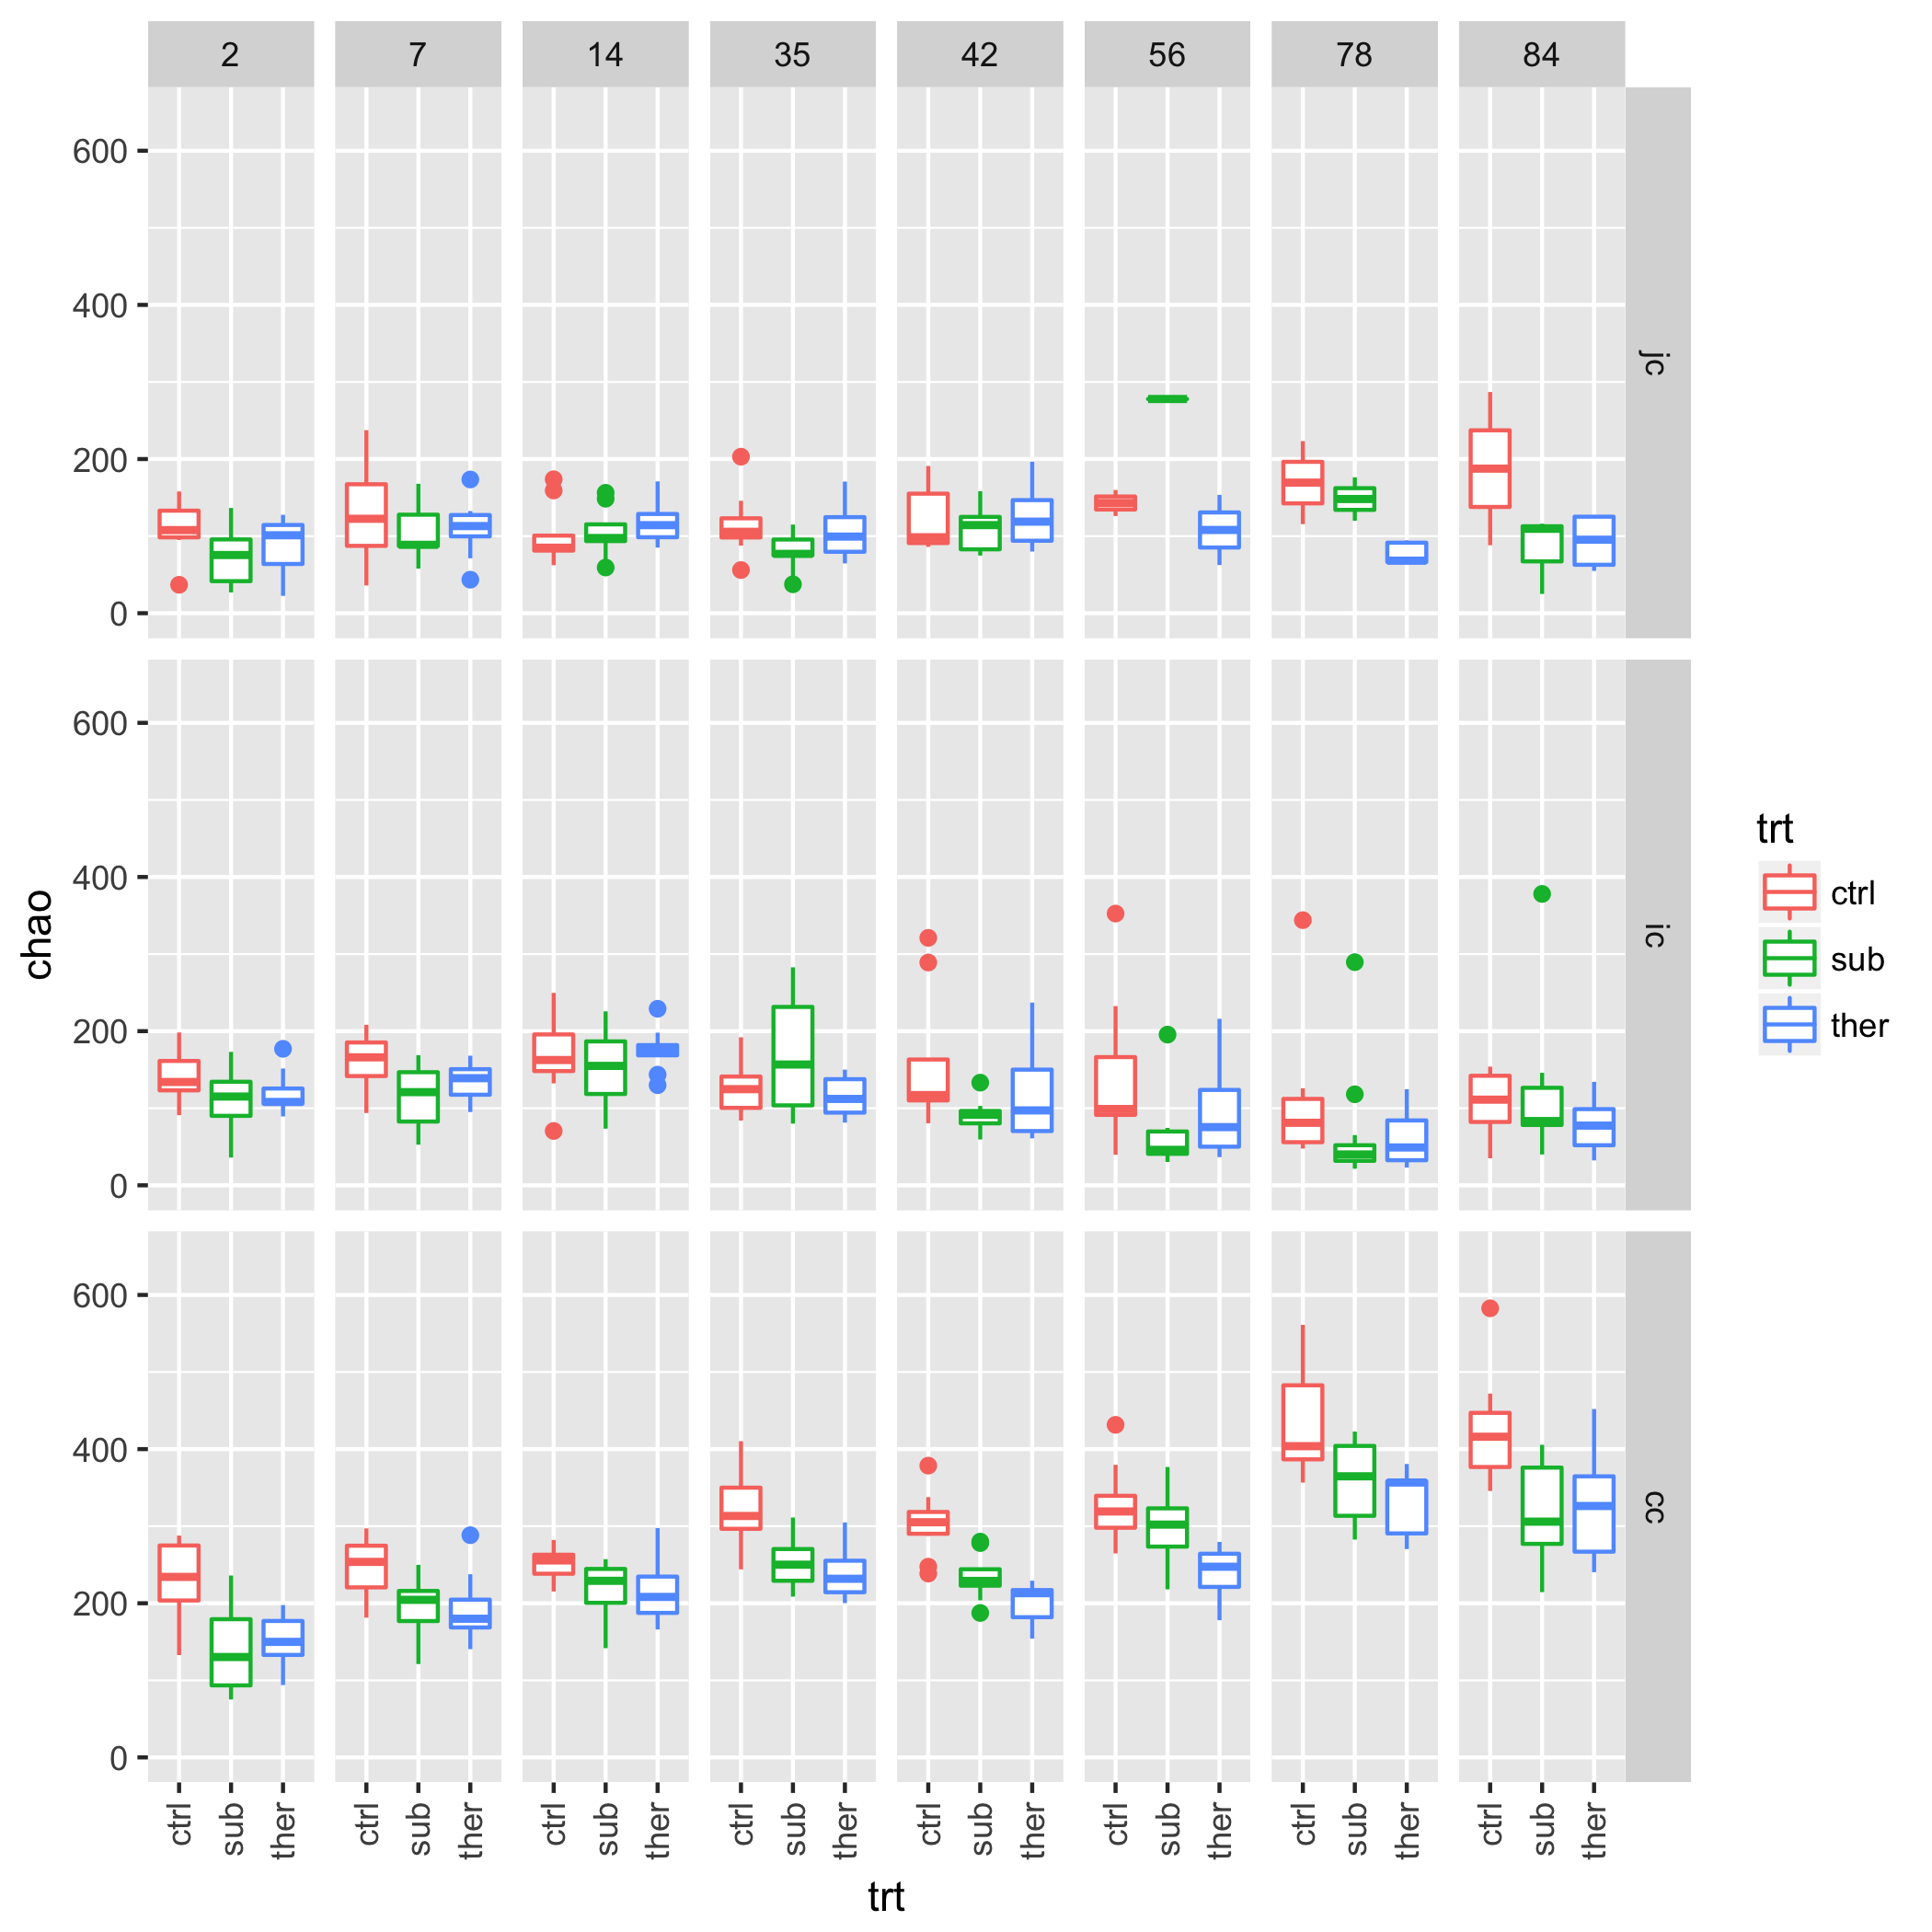 2 7 14 35 42 56 78 84
600
400
200
0
jc
600
400
200
0
ic
600
400
200
0
cc
chao
ctrl sub ther ctrl sub ther ctrl sub ther ctrl sub ther ctrl sub ther ctrl sub ther ctrl sub ther ctrl sub ther
trt
trt
ctrl
sub
ther